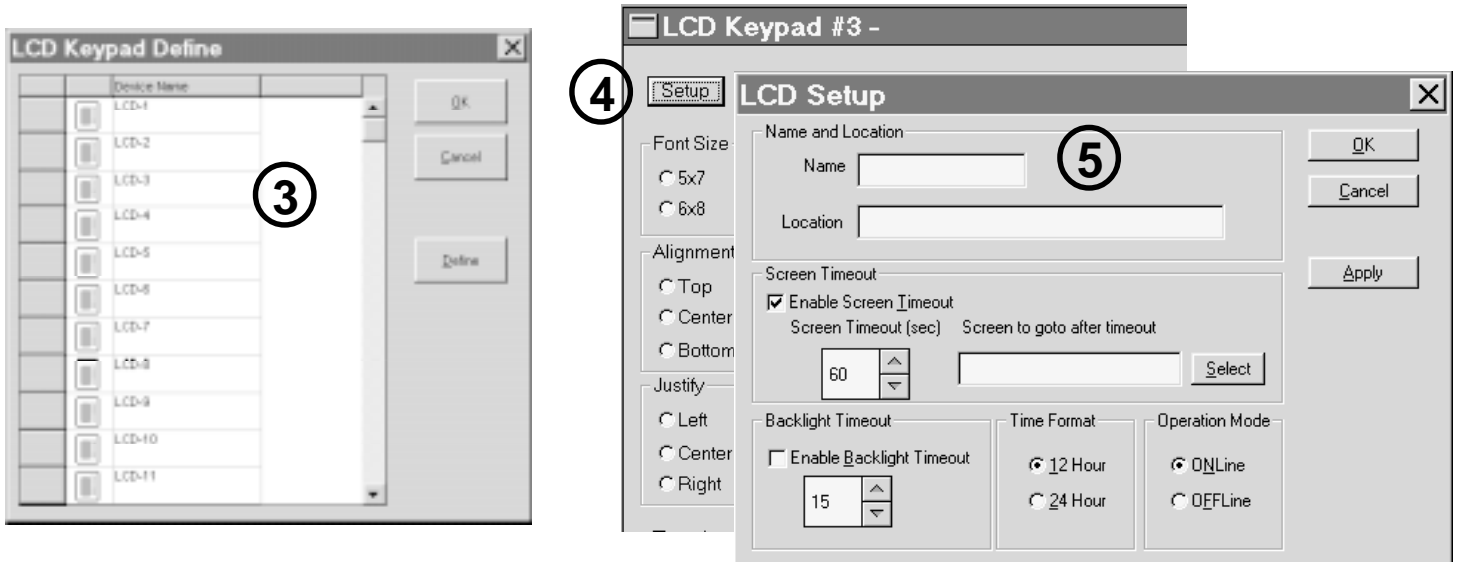 LCD Keypad Define
Device Name
LCD-1
LCD-2
LCD-3
LCD-4
LCD-5
LCD-6
LCD-7
LCD-8
LCD-9
LCD-10
LCD-11
OK
Cancel
Define
3
LCD Keypad #3 -
4
Setup
Font Size
5x7
6x8
Alignment
Top
Center
Bottom
Justify
Left
Center
Right
LCD Setup
Name and Location
5
Name
Location
OK
Cancel
Apply
Screen Timeout
Enable Screen Timeout
Screen Timeout (sec) Screen to goto after timeout
60
Select
Backlight Timeout
Enable Backlight Timeout
15
Time Format
12 Hour
24 Hour
Operation Mode
ONLine
OFFLine